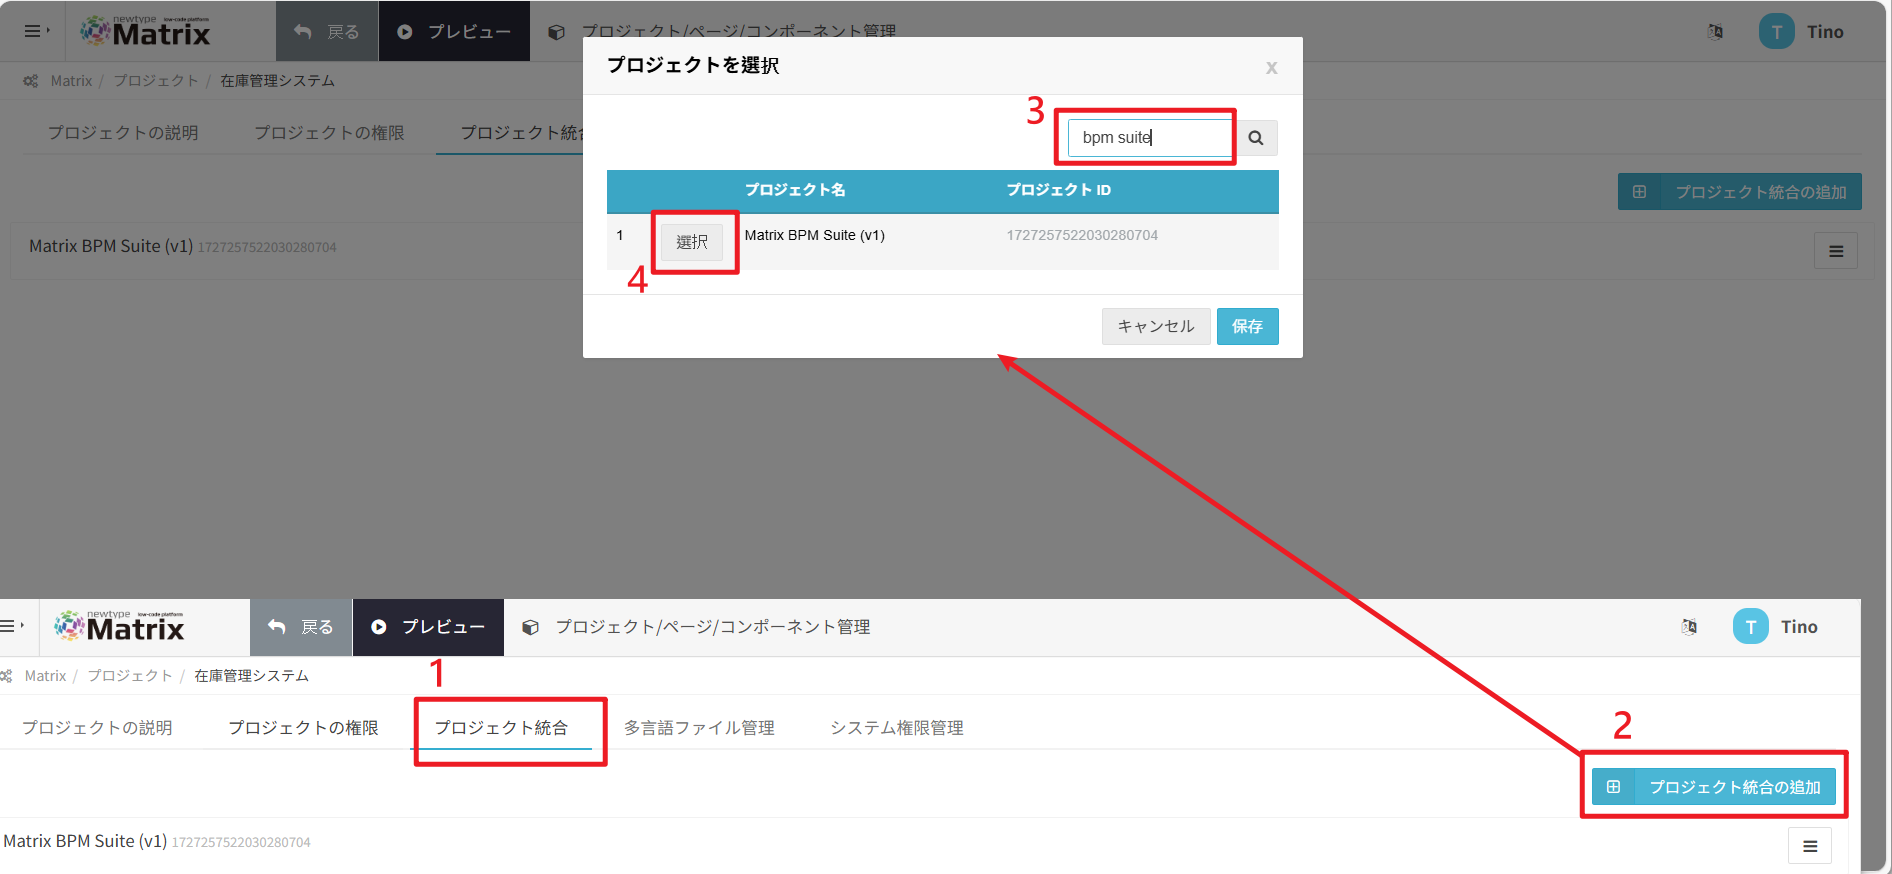 newtype low-code platform
Matrix
戻る
プレビュー
プロジェクト/ページ/コンポーネント管理
T
Tino
Matrix / プロジェクト / 在庫管理システム
プロジェクトの説明
プロジェクトの権限
プロジェクト統合
プロジェクト統合の追加
Matrix BPM Suite (v1) 1727257522030280704
プロジェクトを選択
x
3
bpm suite
プロジェクト名
プロジェクト ID
1
選択
Matrix BPM Suite (v1)
1727257522030280704
4
キャンセル
保存
newtype low-code platform
Matrix
戻る
プレビュー
プロジェクト/ページ/コンポーネント管理
T
Tino
1
Matrix / プロジェクト / 在庫管理システム
プロジェクトの説明
プロジェクトの権限
プロジェクト統合
多言語ファイル管理
システム権限管理
2
プロジェクト統合の追加
Matrix BPM Suite (v1) 1727257522030280704